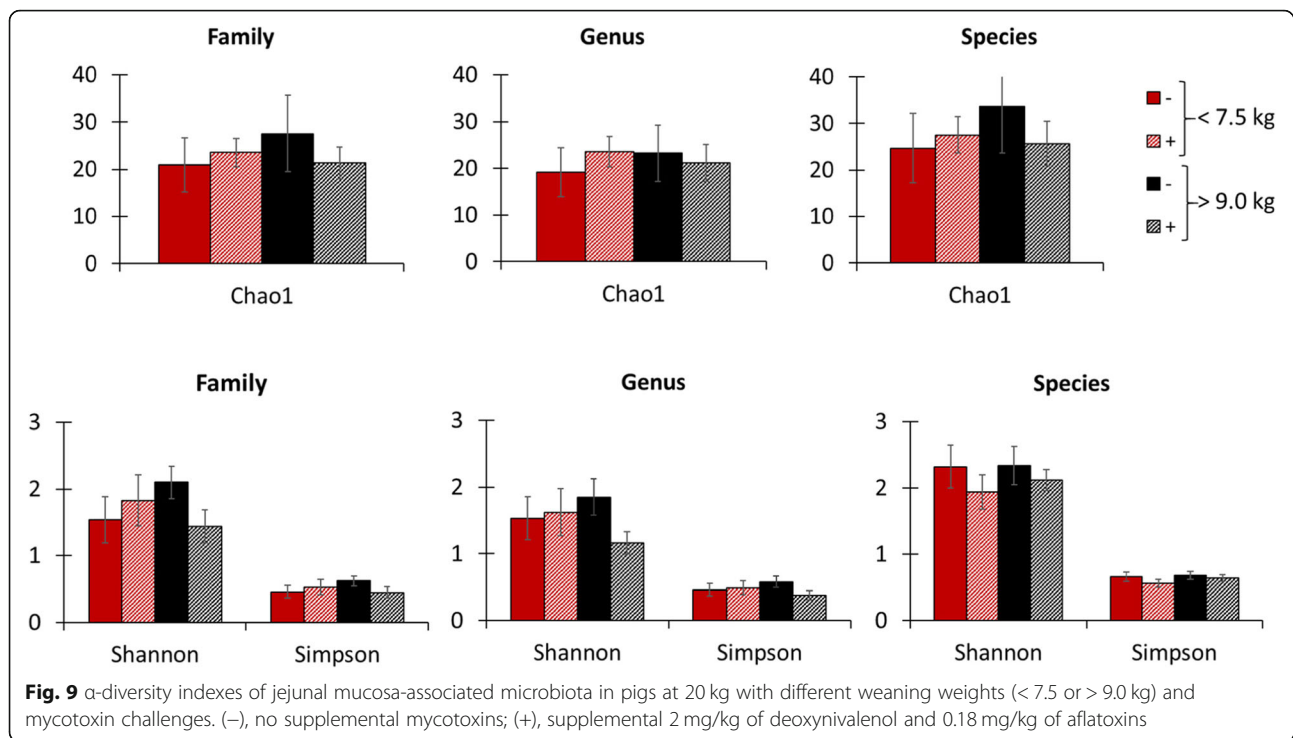 Family
Genus
Species
40
30
20
10
0
Chao1
40
30
20
10
0
Chao1
40
30
20
10
0
Chao1
-
+
< 7.5 kg
-
+
> 9.0 kg
Family
Genus
Species
3
2
1
0
Shannon Simpson
3
2
1
0
Shannon Simpson
3
2
1
0
Shannon Simpson
Fig. 9 α-diversity indexes of jejunal mucosa-associated microbiota in pigs at 20 kg with different weaning weights (< 7.5 or > 9.0 kg) and
mycotoxin challenges. (−), no supplemental mycotoxins; (+), supplemental 2 mg/kg of deoxynivalenol and 0.18 mg/kg of aflatoxins